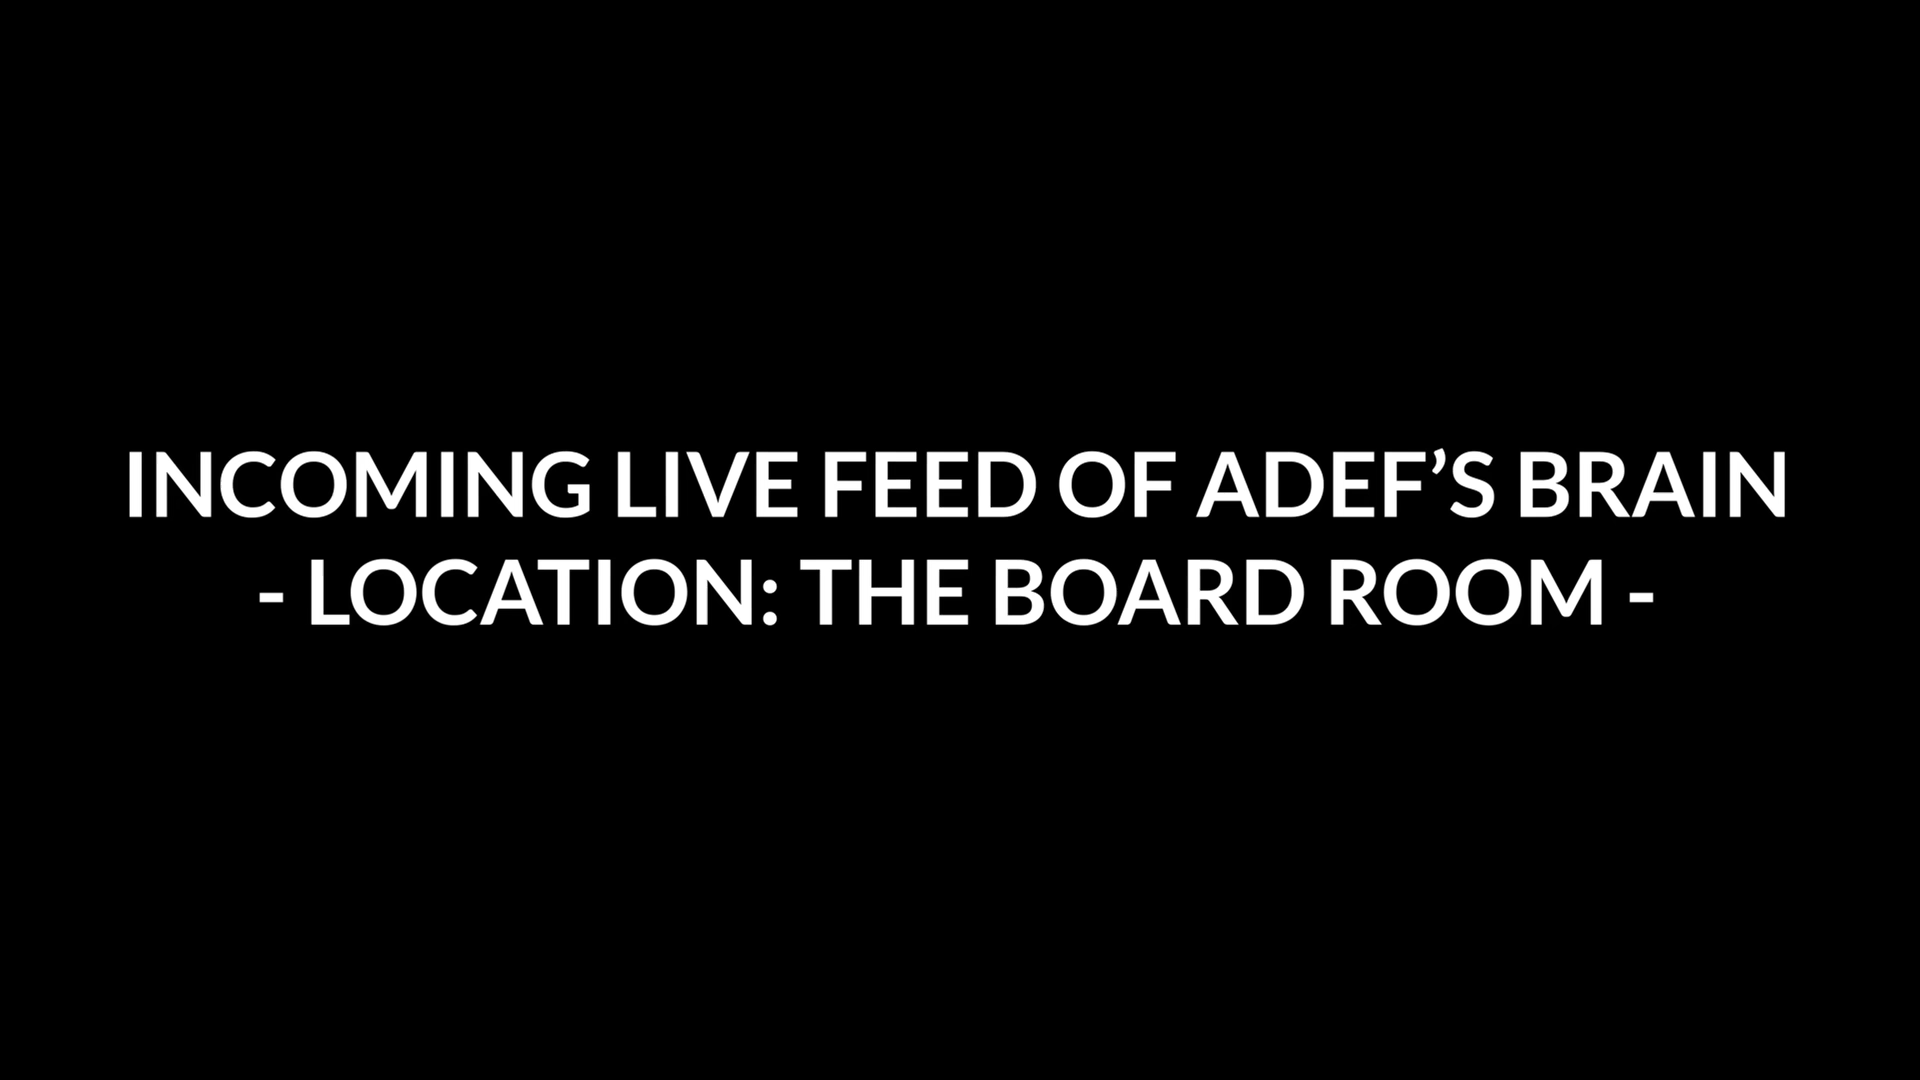 INCOMING LIVE FEED OF ADEF’S BRAIN
- LOCATION: THE BOARD ROOM -